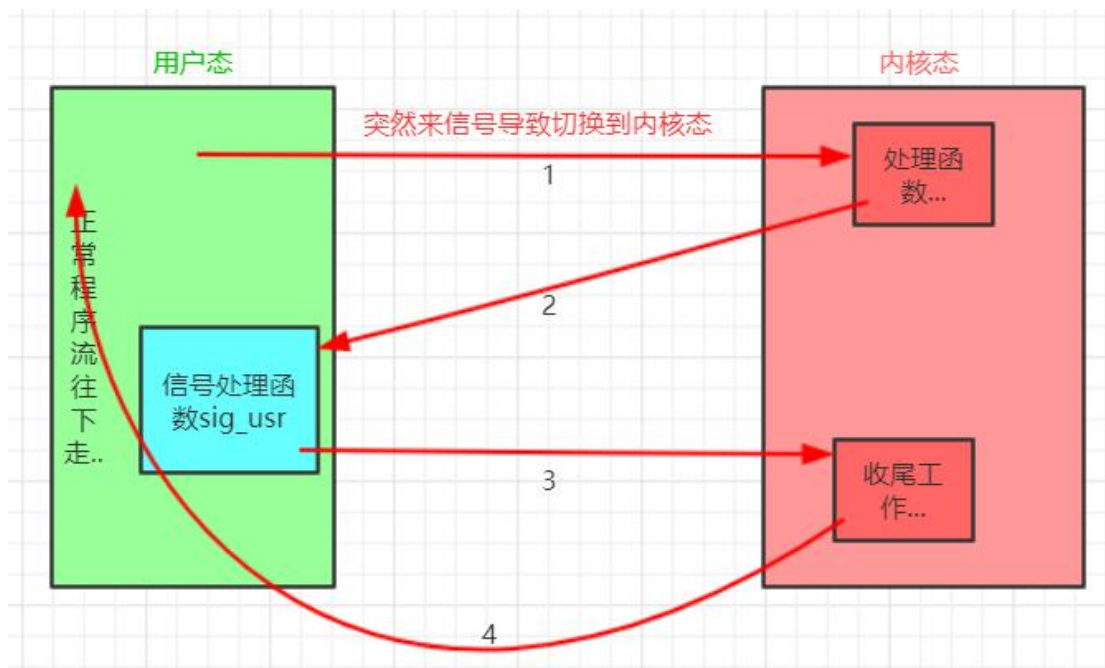 用户态
内核态
突然来信号导致切换到内核态
1
处理函
数...
正
常
程
序
流
往
下
走..
2
信号处理函
数sig_usr
3
收尾工
作...
4